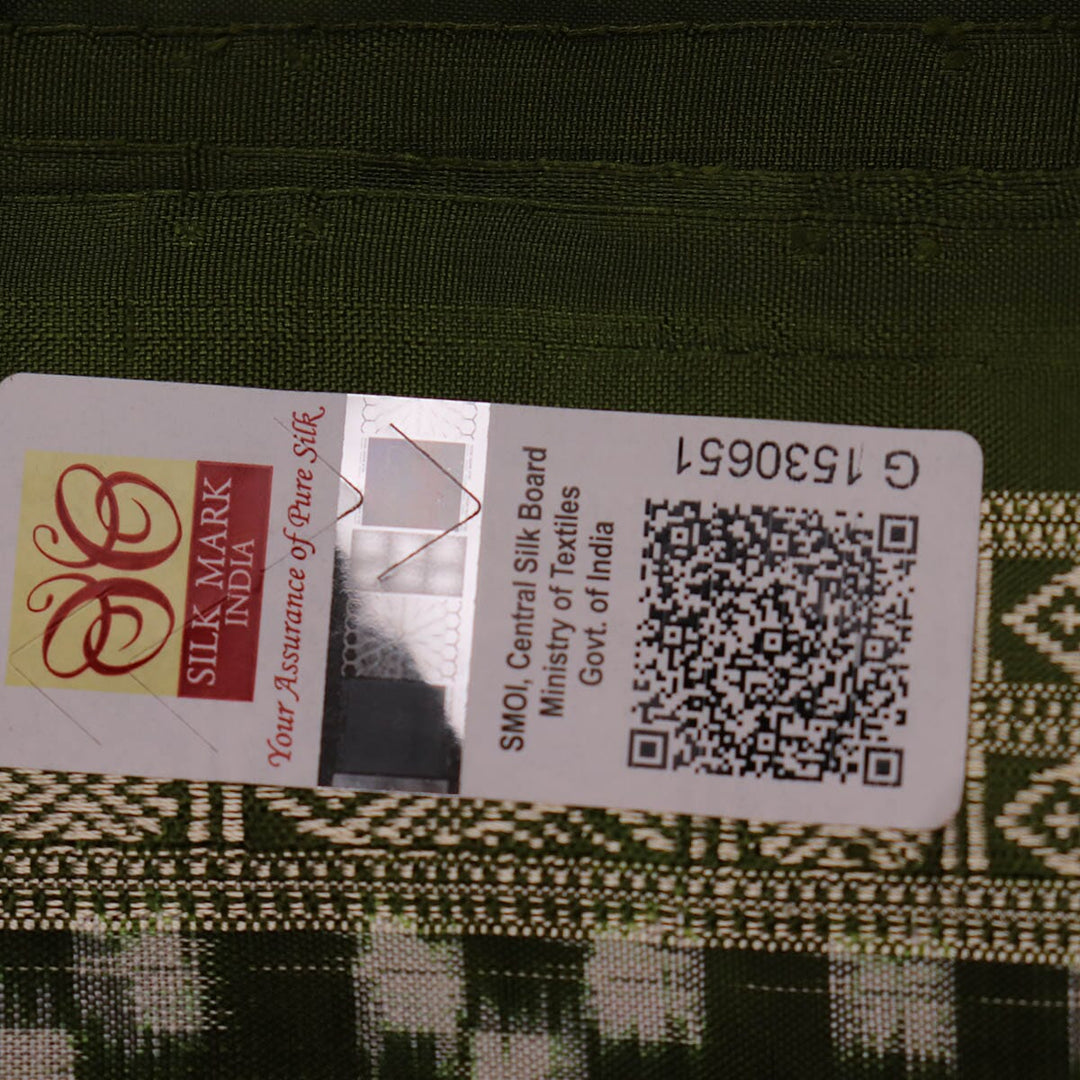 SILK MARK
INDIA
Your Assurance of Pure Silk
SMOI, Central Silk Board
Ministry of Textiles
Govt. of India
G 1530651